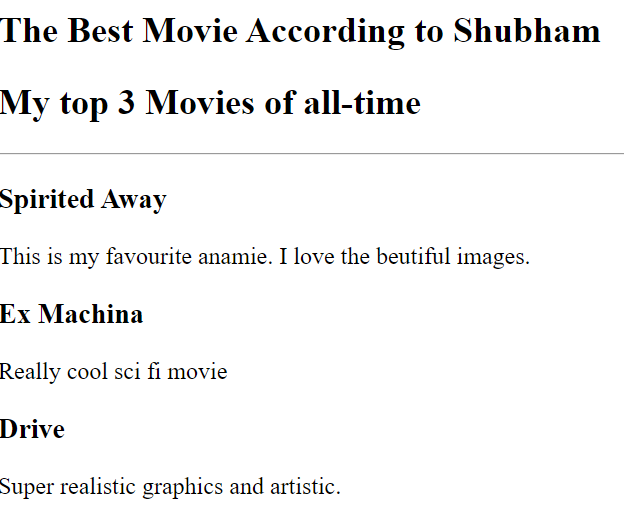 The Best Movie According to Shubham
My top 3 Movies of all-time
Spirited Away
This is my favourite anamie. I love the beutiful images.
Ex Machina
Really cool sci fi movie
Drive
Super realistic graphics and artistic.